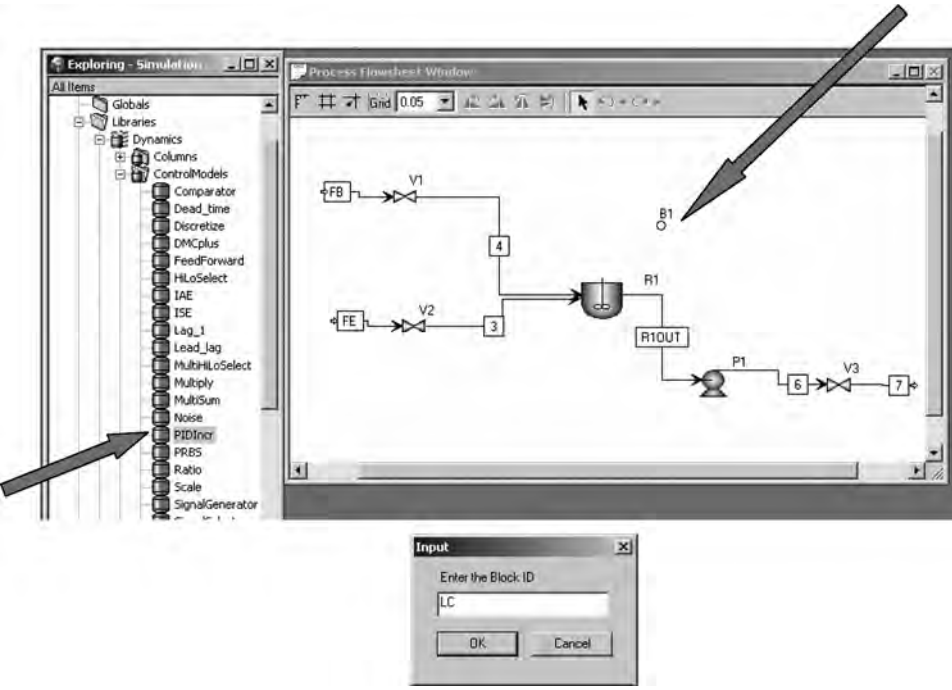 Exploring - Simulation
All Items
Globals
Libraries
Dynamics
Columns
ControlModels
Comparator
Dead_time
Discretize
DMCplus
FeedForward
HiLoSelect
IAE
ISE
Lag_1
Lead_lag
MultiHiLoSelect
Multiply
MultiSum
Noise
PIDIncr
PRBS
Ratio
Scale
SignalGenerator
Process Flowsheet Window
Grid 0.05
B1
FB
V1
4
R1
FE
V2
3
R1OUT
P1
6
V3
7
Input
Enter the Block ID
LC
OK Cancel